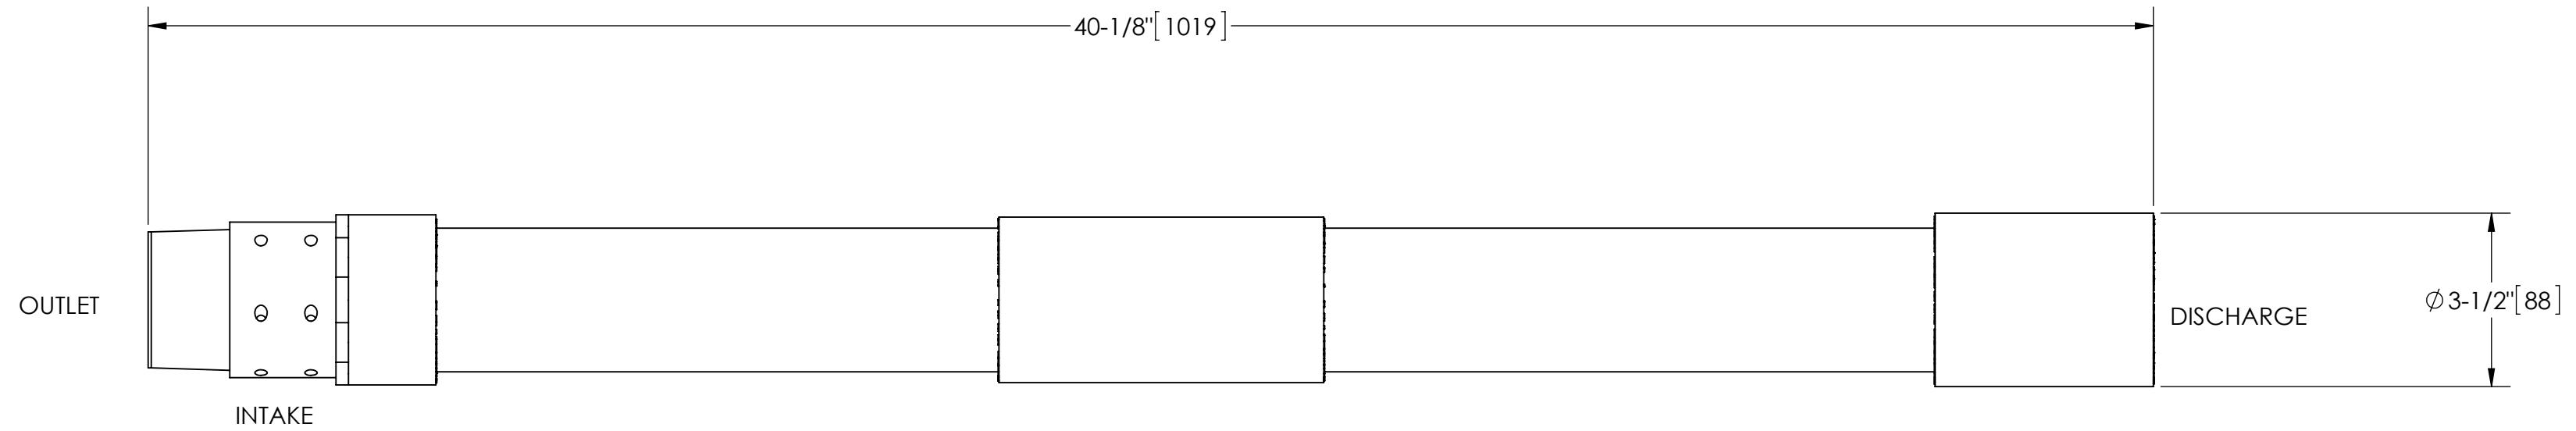 40-1/8"[1019]
OUTLET
∅3-1/2"[88]
DISCHARGE
INTAKE